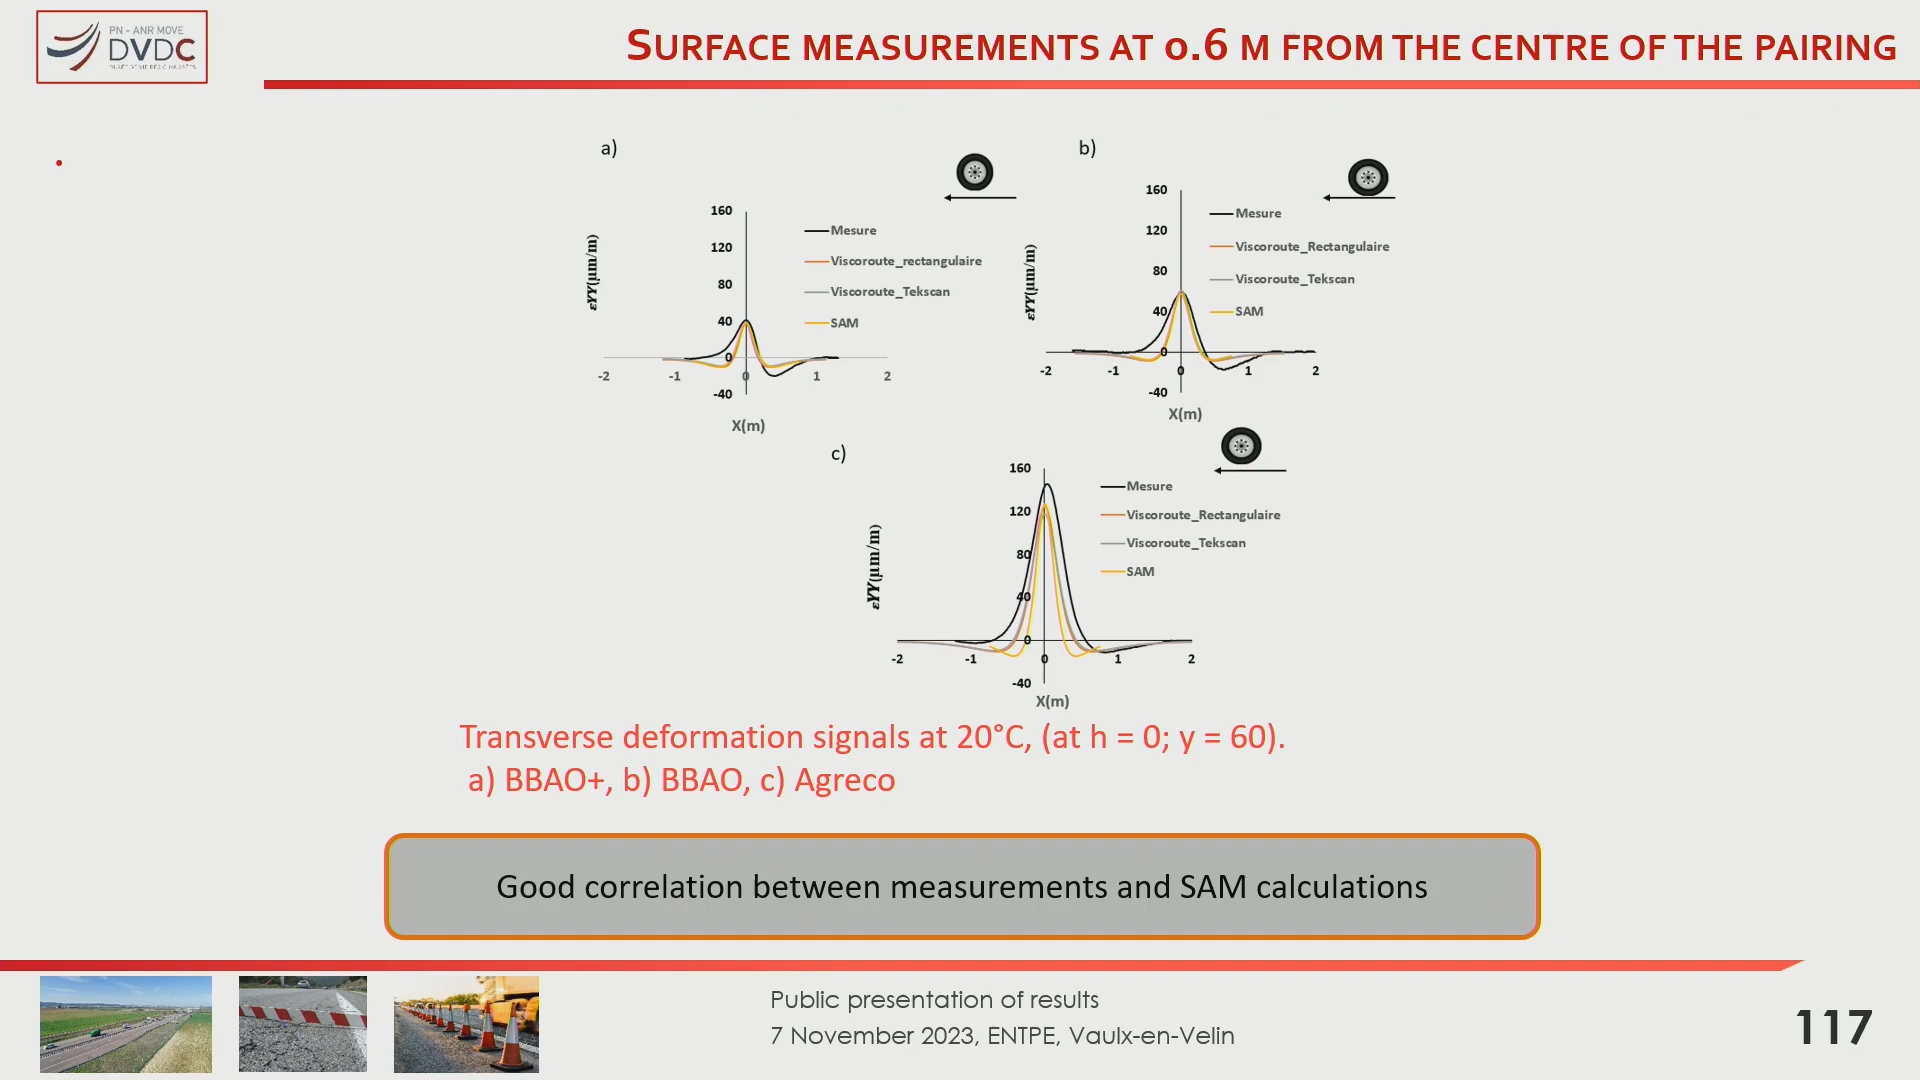 PN - ANR MOVE
DVDC
SURFACE MEASUREMENTS AT 0.6 M FROM THE CENTRE OF THE PAIRING
a)
160
120
80
40
0
-40
-2
-1
0
1
2
εYY(µm/m)
X(m)
Mesure
Viscoroute_rectangulaire
Viscoroute_Tekscan
SAM
b)
160
120
80
40
0
-40
-2
-1
0
1
2
εYY(µm/m)
X(m)
Mesure
Viscoroute_Rectangulaire
Viscoroute_Tekscan
SAM
c)
160
120
80
40
0
-40
-2
-1
0
1
2
εYY(µm/m)
X(m)
Mesure
Viscoroute_Rectangulaire
Viscoroute_Tekscan
SAM
Transverse deformation signals at 20°C, (at h = 0; y = 60).
a) BBAO+, b) BBAO, c) Agreco
Good correlation between measurements and SAM calculations
Public presentation of results
7 November 2023, ENTPE, Vaulx-en-Velin
117